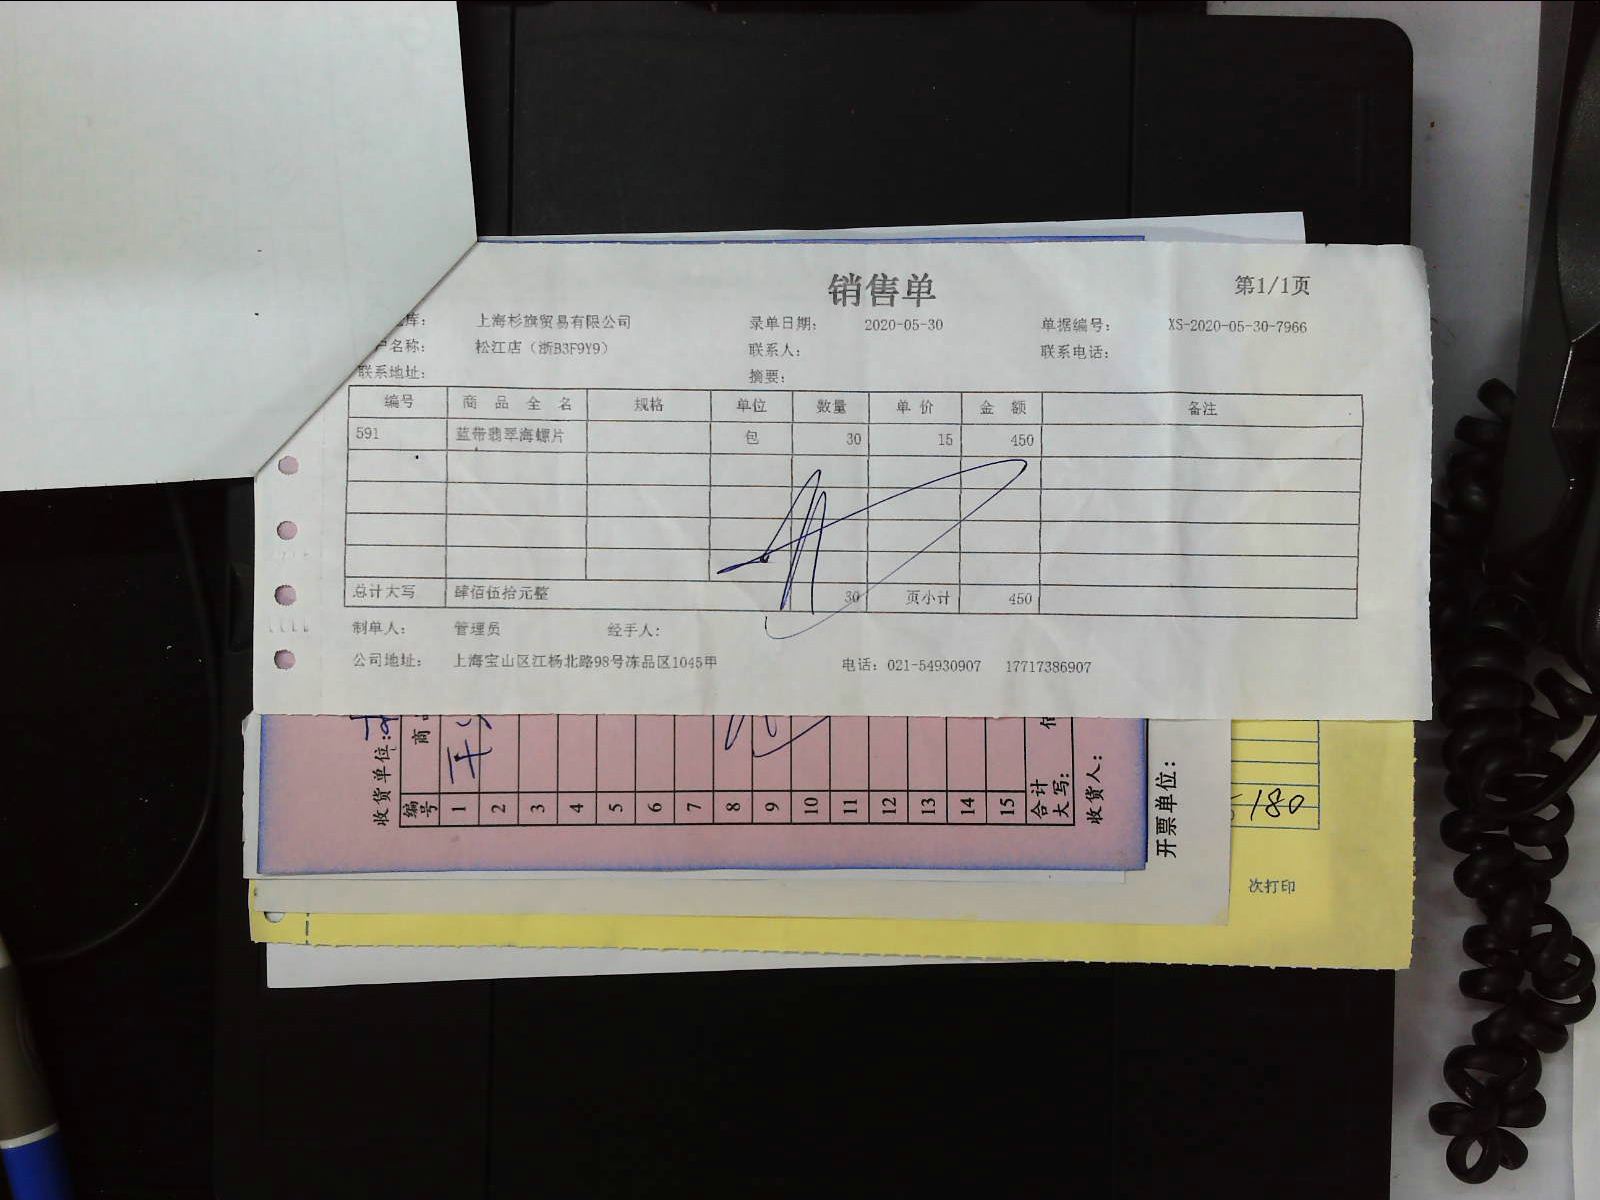 销售单
第1/1页
库： 上海杉旗贸易有限公司 录单日期： 2020-05-30 单据编号： XS-2020-05-30-7966
户名称： 松江店（浙B3F9Y9） 联系人： 联系电话：
联系地址： 摘要：
编号 商品全名 规格 单位 数量 单价 金额 备注
591 蓝带翡翠海螺片 包 30 15 450
总计大写 肆佰伍拾元整 30 页小计 450
制单人： 管理员 经手人：
公司地址： 上海宝山区江杨北路98号冻品区1045甲 电话：021-54930907 17717386907
收货单位：
编号 商
1
2
3
4
5
6
7
8
9
10
11
12
13
14
15
合计大写：
收货人：
开票单位：
180
次打印